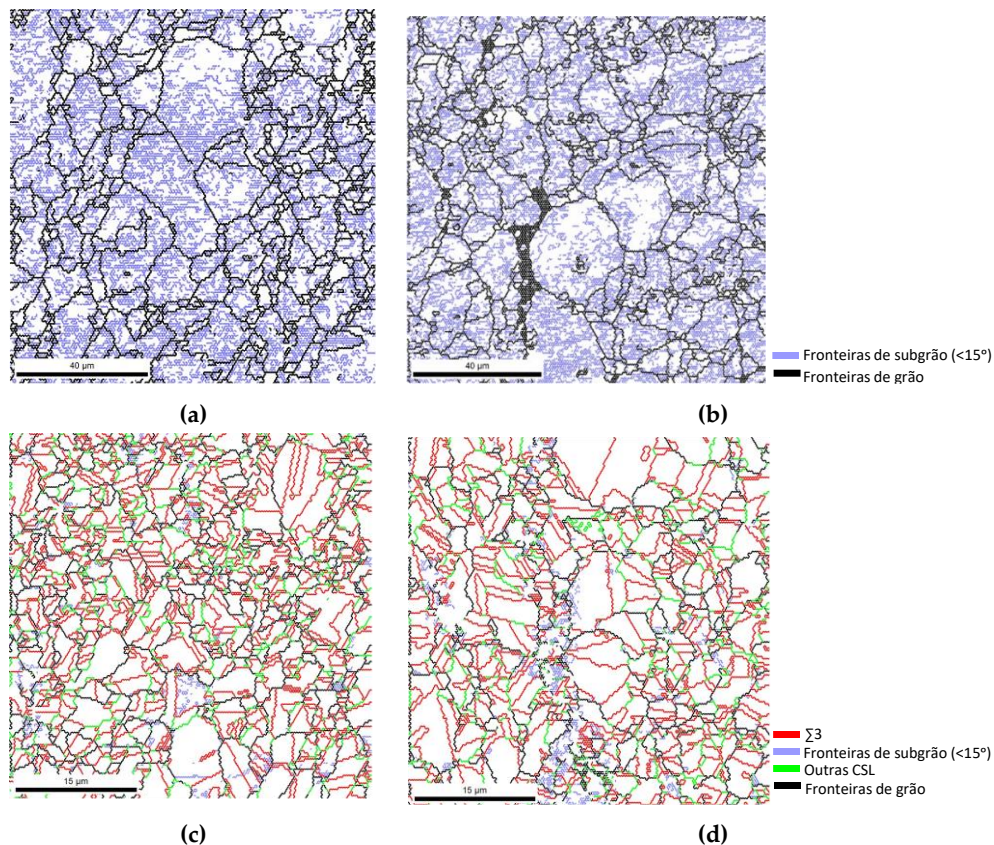 40 µm
40 µm
Fronteiras de subgrão (<15º)
Fronteiras de grão
(a)
(b)
15 µm
15 µm
∑3
Fronteiras de subgrão (<15º)
Outras CSL
Fronteiras de grão
(c)
(d)